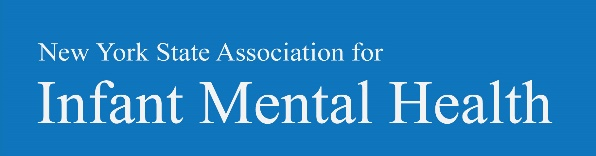 New York State Association for
Infant Mental Health